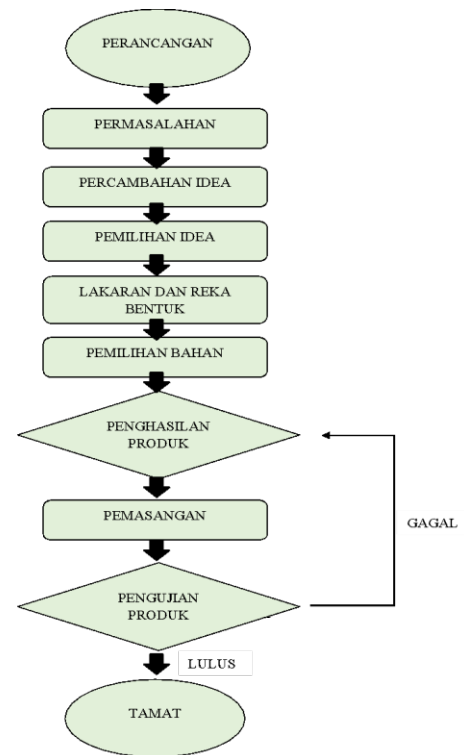 PERANCANGAN
PERMASALAHAN
PERCAMBAHAN IDEA
PEMILIHAN IDEA
LAKARAN DAN REKA
BENTUK
PEMILIHAN BAHAN
PENGHASILAN
PRODUK
PEMASANGAN
GAGAL
PENGUJIAN
PRODUK
LULUS
TAMAT